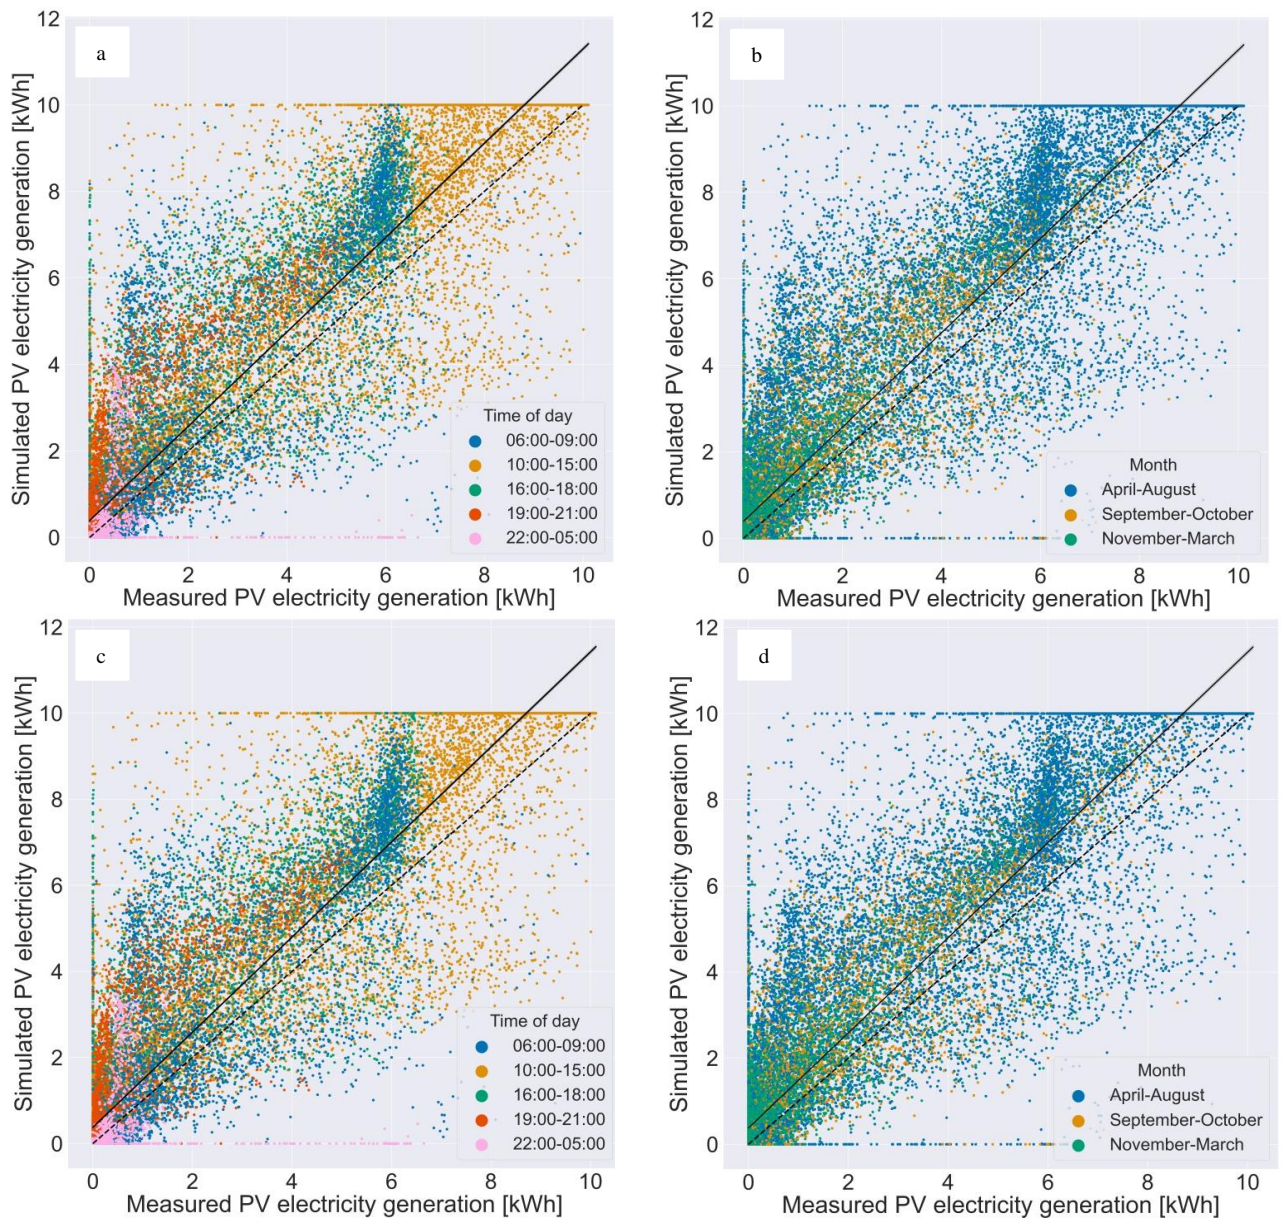 a
Simulated PV electricity generation [kWh]
12
10
8
6
4
2
0
0 2 4 6 8 10
Measured PV electricity generation [kWh]
Time of day
06:00-09:00
10:00-15:00
16:00-18:00
19:00-21:00
22:00-05:00
b
Simulated PV electricity generation [kWh]
12
10
8
6
4
2
0
0 2 4 6 8 10
Measured PV electricity generation [kWh]
Month
April-August
September-October
November-March
c
Simulated PV electricity generation [kWh]
12
10
8
6
4
2
0
0 2 4 6 8 10
Measured PV electricity generation [kWh]
Time of day
06:00-09:00
10:00-15:00
16:00-18:00
19:00-21:00
22:00-05:00
d
Simulated PV electricity generation [kWh]
12
10
8
6
4
2
0
0 2 4 6 8 10
Measured PV electricity generation [kWh]
Month
April-August
September-October
November-March